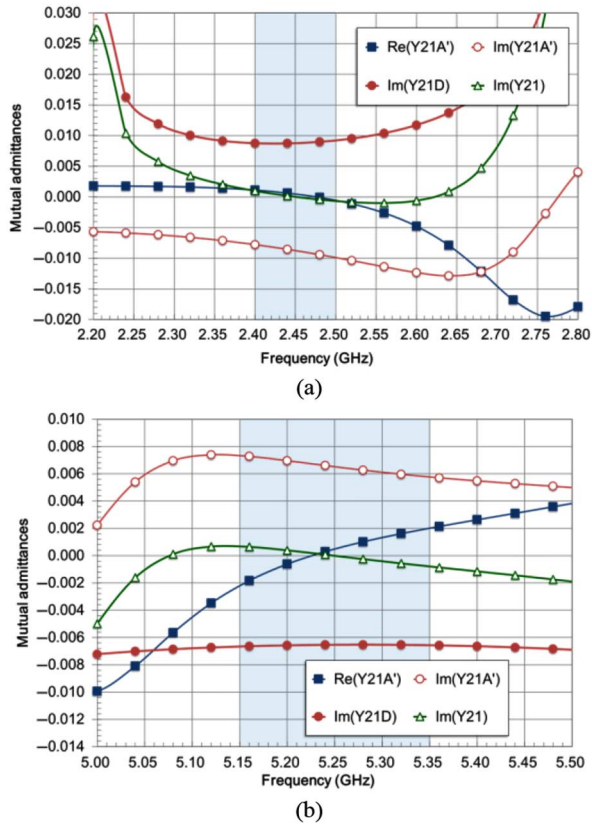 0.030
0.025
0.020
0.015
0.010
0.005
0.000
−0.005
−0.010
−0.015
−0.020
Mutual admittances
Re(Y21A') Im(Y21A')
Im(Y21D) Im(Y21)
2.20 2.25 2.30 2.35 2.40 2.45 2.50 2.55 2.60 2.65 2.70 2.75 2.80
Frequency (GHz)
(a)
0.010
0.008
0.006
0.004
0.002
0.000
−0.002
−0.004
−0.006
−0.008
−0.010
−0.012
−0.014
Mutual admittances
Re(Y21A') Im(Y21A')
Im(Y21D) Im(Y21)
5.00 5.05 5.10 5.15 5.20 5.25 5.30 5.35 5.40 5.45 5.50
Frequency (GHz)
(b)